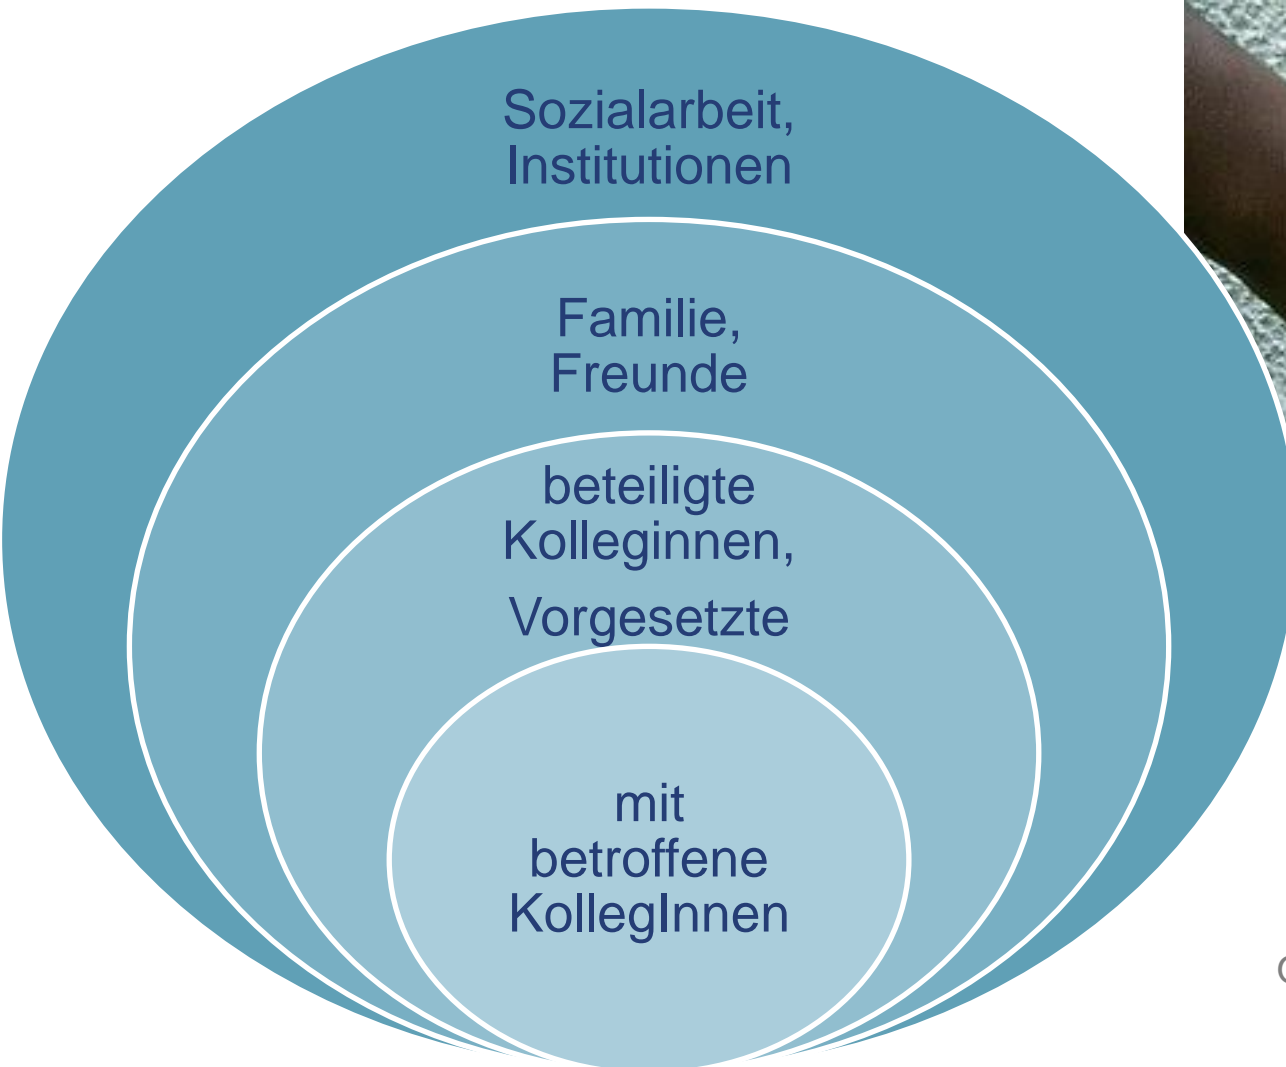 Sozialarbeit,
Institutionen
Familie,
Freunde
beteiligte
Kolleginnen,
Vorgesetzte
mit
betroffene
KollegInnen